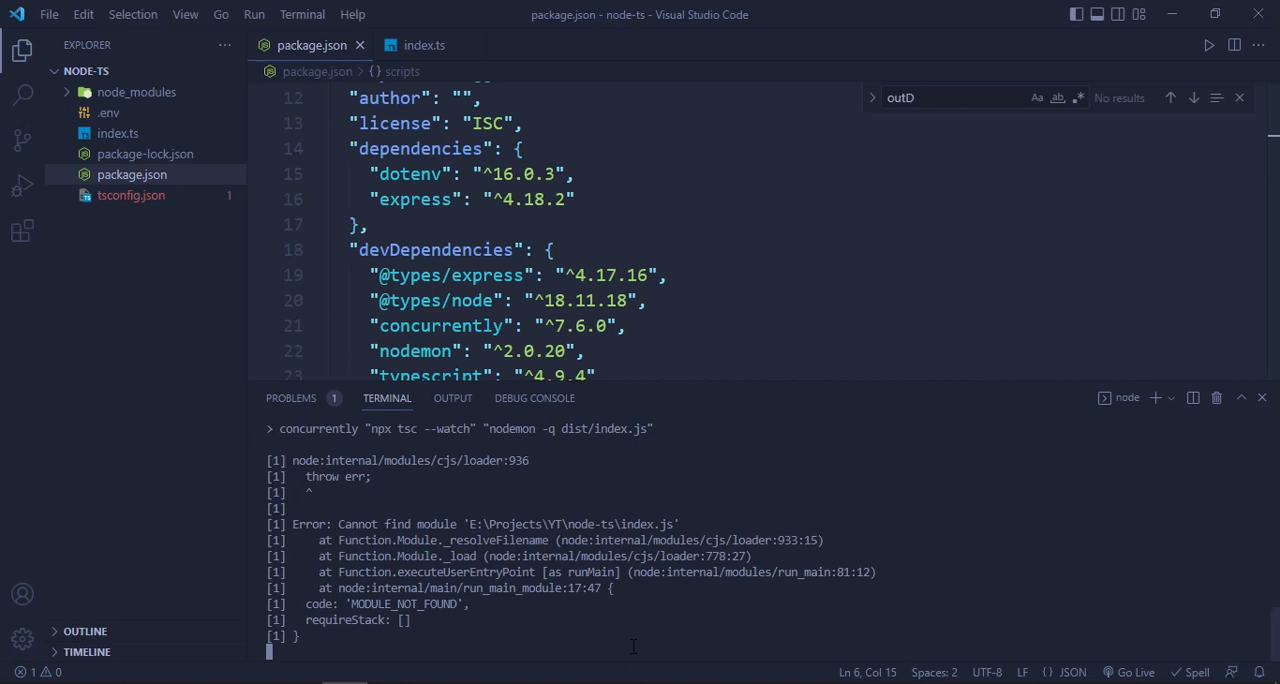 File Edit Selection View Go Run Terminal Help
package.json - node-ts - Visual Studio Code
EXPLORER
NODE-TS
node_modules
.env
index.ts
package-lock.json
package.json
tsconfig.json 1
OUTLINE
TIMELINE
package.json
index.ts
package.json > {} scripts
outD
Aa ab .* No results
12 "author": "",
13 "license": "ISC",
14 "dependencies": {
15 "dotenv": "^16.0.3",
16 "express": "^4.18.2"
17 },
18 "devDependencies": {
19 "@types/express": "^4.17.16",
20 "@types/node": "^18.11.18",
21 "concurrently": "^7.6.0",
22 "nodemon": "^2.0.20",
23 "typescript": "^4.9.4"
PROBLEMS 1 TERMINAL OUTPUT DEBUG CONSOLE
node
> concurrently "npx tsc --watch" "nodemon -q dist/index.js"
[1] node:internal/modules/cjs/loader:936
[1] throw err;
[1] ^
[1]
[1] Error: Cannot find module 'E:\Projects\YT\node-ts\index.js'
[1] at Function.Module._resolveFilename (node:internal/modules/cjs/loader:933:15)
[1] at Function.Module._load (node:internal/modules/cjs/loader:778:27)
[1] at Function.executeUserEntryPoint [as runMain] (node:internal/modules/run_main:81:12)
[1] at node:internal/main/run_main_module:17:47 {
[1] code: 'MODULE_NOT_FOUND',
[1] requireStack: []
[1] }
1 0
Ln 6, Col 15 Spaces: 2 UTF-8 LF {} JSON Go Live Spell